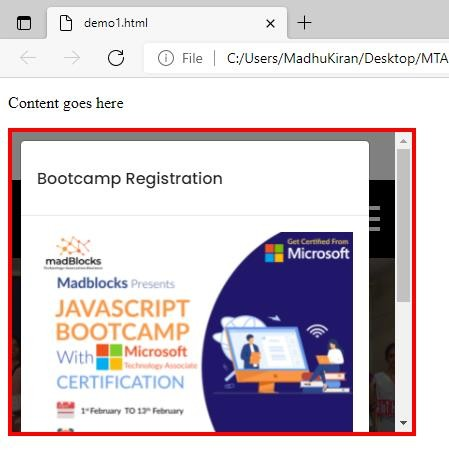 demo1.html
File
C:/Users/MadhuKiran/Desktop/MTA
Content goes here
Bootcamp Registration
madBlocks
Get Certified From
Microsoft
Madblocks Presents
JAVASCRIPT
BOOTCAMP
With Microsoft
Technology Associate
CERTIFICATION
1st February TO 13th February